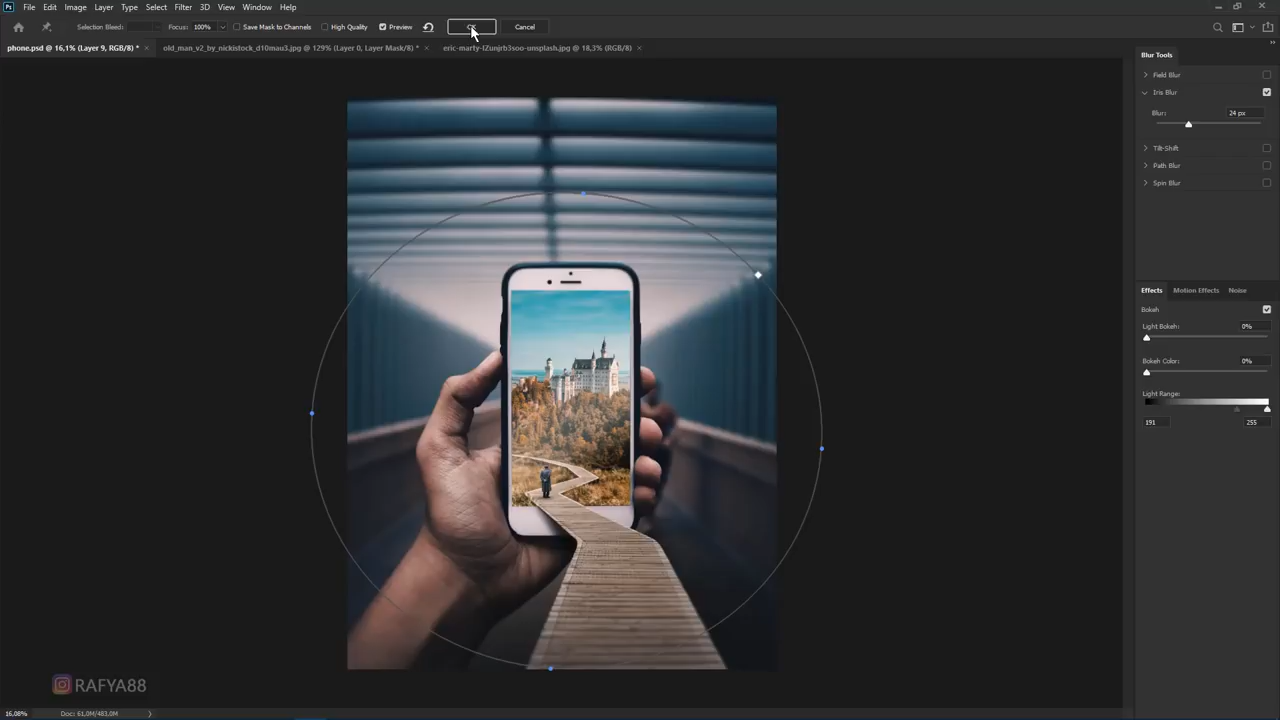 Ps File Edit Image Layer Type Select Filter 3D View Window Help
Selection Bleed: Focus: 100% Save Mask to Channels High Quality Preview OK Cancel
phone.psd @ 16,1% (Layer 9, RGB/8) * × old_man_v2_by_nickistock_d10mau3.jpg @ 129% (Layer 0, Layer Mask/8) * × eric-marty-IZunjrb3soo-unsplash.jpg @ 18,3% (RGB/8) ×
Blur Tools
Field Blur
Iris Blur
Blur: 24 px
Tilt-Shift
Path Blur
Spin Blur
Effects Motion Effects Noise
Bokeh
Light Bokeh: 0%
Bokeh Color: 0%
Light Range:
191 255
RAFYA88
16,08% Doc: 61,0M/483,0M